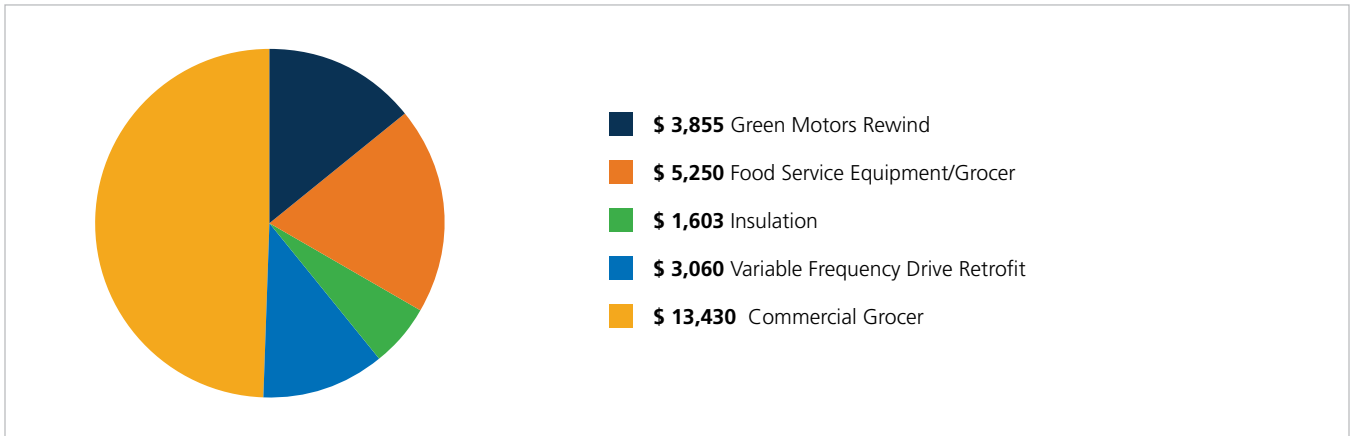 $ 3,855 Green Motors Rewind
$ 5,250 Food Service Equipment/Grocer
$ 1,603 Insulation
$ 3,060 Variable Frequency Drive Retrofit
$ 13,430 Commercial Grocer